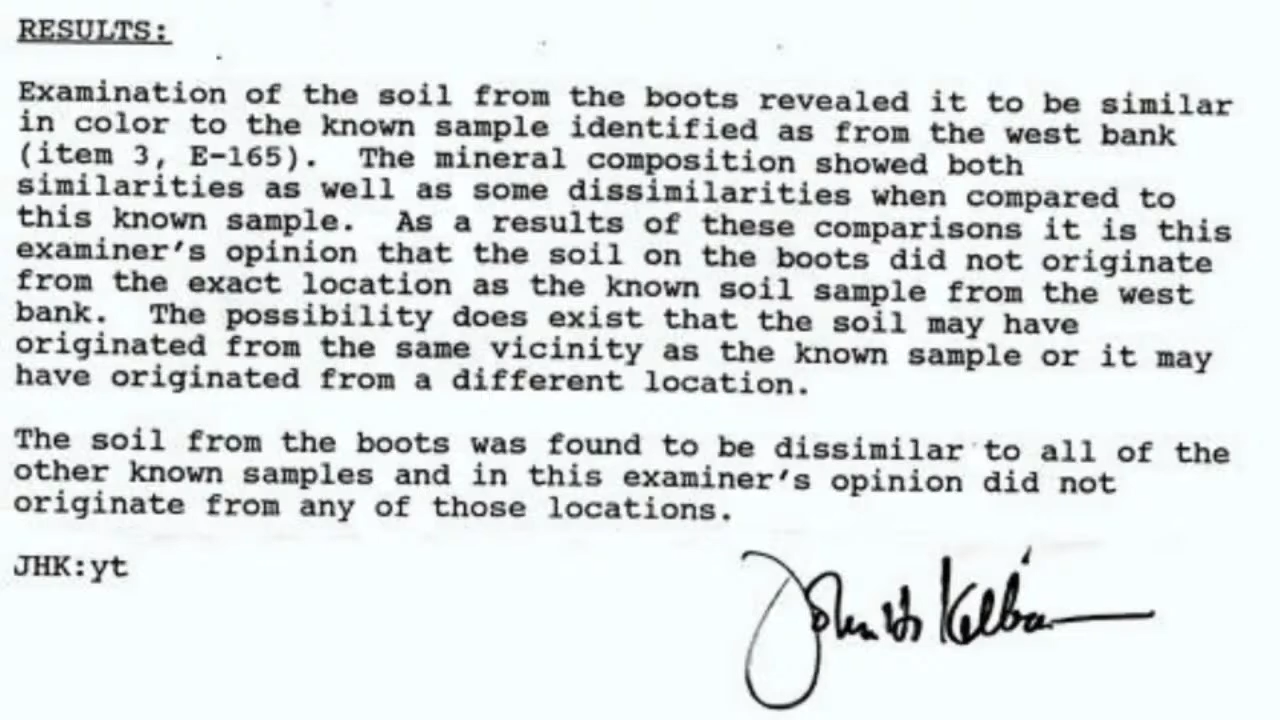 RESULTS:
Examination of the soil from the boots revealed it to be similar
in color to the known sample identified as from the west bank
(item 3, E-165). The mineral composition showed both
similarities as well as some dissimilarities when compared to
this known sample. As a results of these comparisons it is this
examiner's opinion that the soil on the boots did not originate
from the exact location as the known soil sample from the west
bank. The possibility does exist that the soil may have
originated from the same vicinity as the known sample or it may
have originated from a different location.
The soil from the boots was found to be dissimilar to all of the
other known samples and in this examiner's opinion did not
originate from any of those locations.
JHK:yt
John H